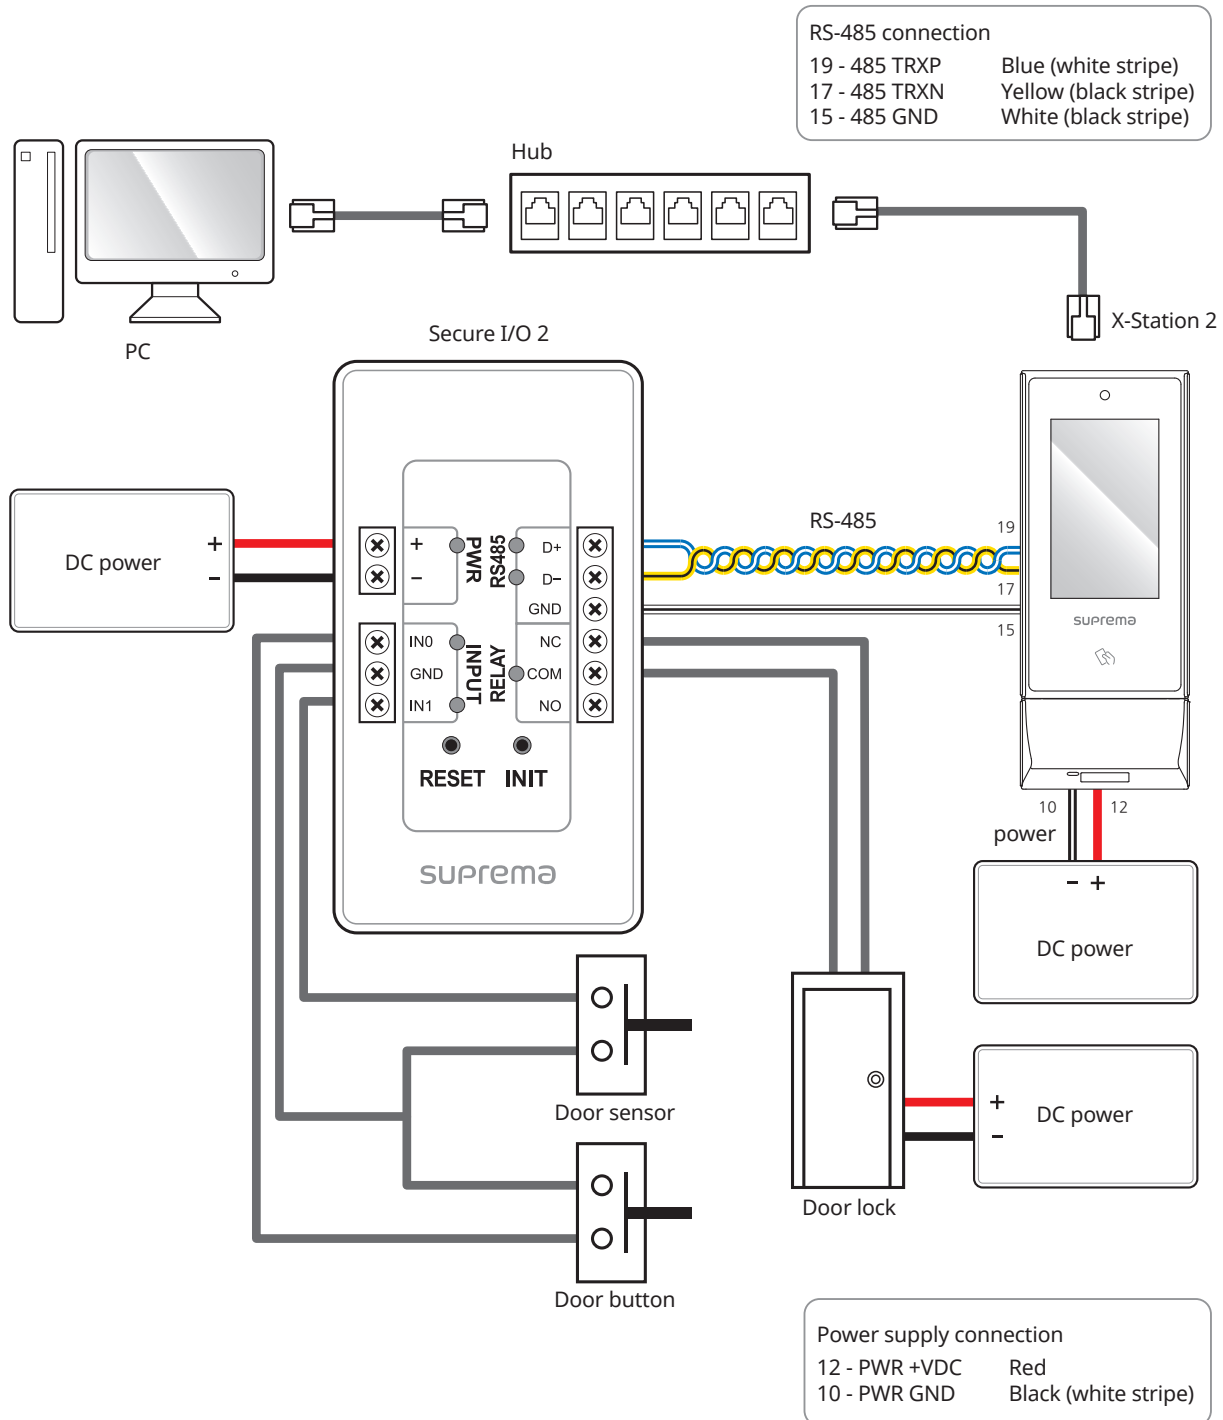 RS-485 connection
19 - 485 TRXP Blue (white stripe)
17 - 485 TRXN Yellow (black stripe)
15 - 485 GND White (black stripe)
Hub
X-Station 2
PC
Secure I/O 2
DC power
+
−
+
−
PWR
RS485
D+
D−
GND
RS-485
19
17
15
suprema
IN0
GND
IN1
INPUT
RELAY
NC
COM
NO
RESET INIT
suprema
10 12
power
− +
DC power
Door sensor
+
−
DC power
Door lock
Door button
Power supply connection
12 - PWR +VDC Red
10 - PWR GND Black (white stripe)